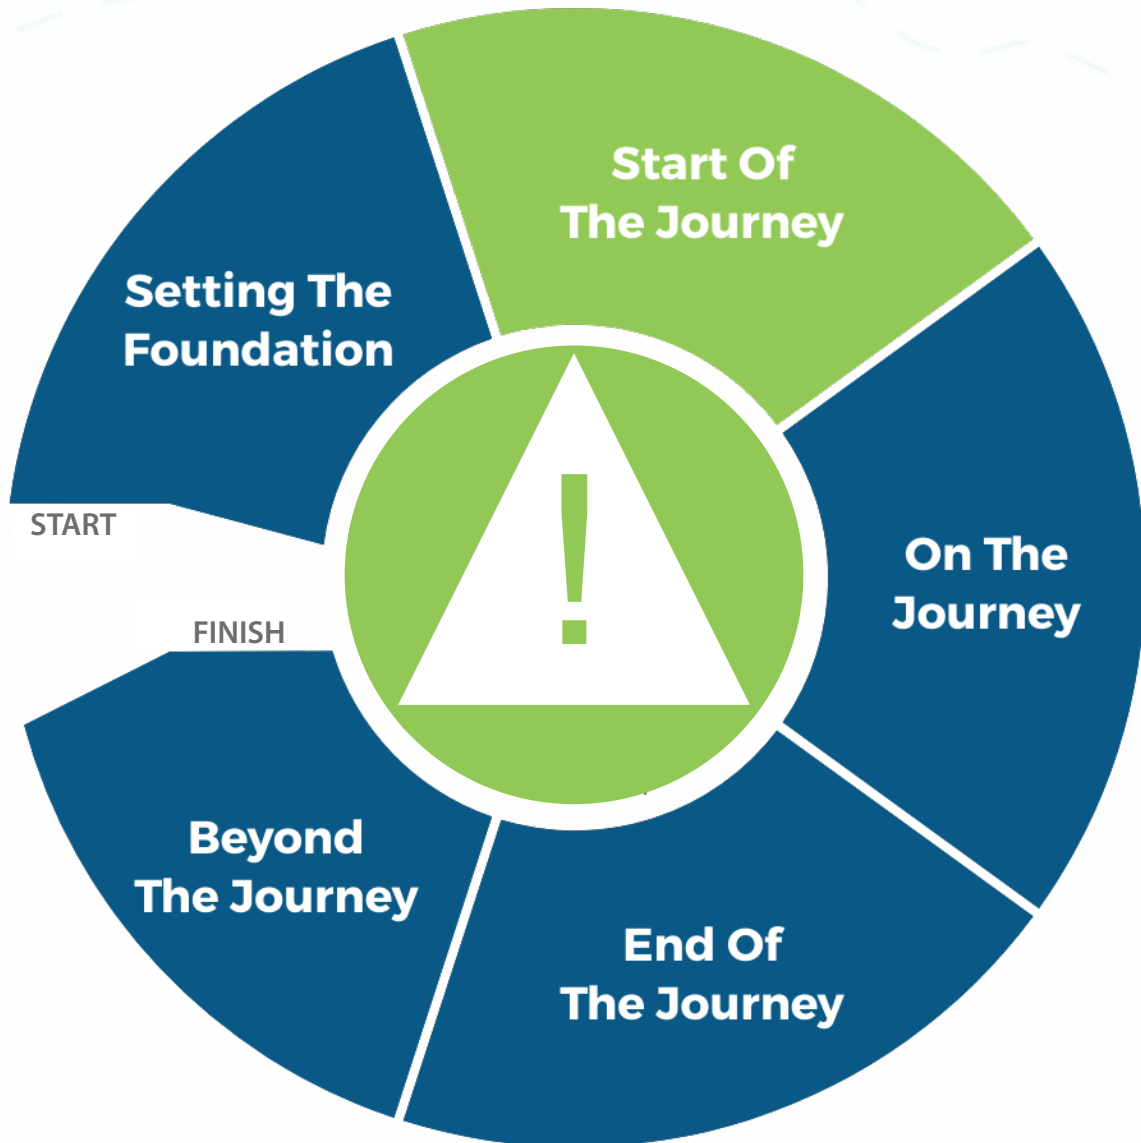 Start Of
The Journey
Setting The
Foundation
START
On The
Journey
!
FINISH
Beyond
The Journey
End Of
The Journey